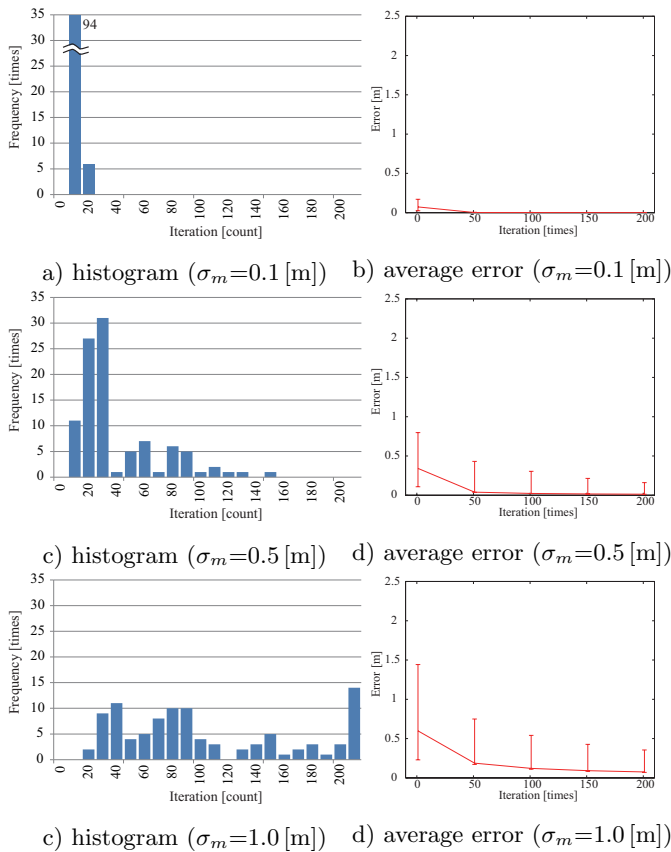 35
94
30
25
20
15
10
5
0
Frequency [times]
0 20 40 60 80 100 120 140 160 180 200
Iteration [count]
2.5
2
1.5
1
0.5
0
Error [m]
0 50 100 150 200
Iteration [times]
a) histogram (σm=0.1 [m]) b) average error (σm=0.1 [m])
35
30
25
20
15
10
5
0
Frequency [times]
0 20 40 60 80 100 120 140 160 180 200
Iteration [count]
2.5
2
1.5
1
0.5
0
Error [m]
0 50 100 150 200
Iteration [times]
c) histogram (σm=0.5 [m]) d) average error (σm=0.5 [m])
35
30
25
20
15
10
5
0
Frequency [times]
0 20 40 60 80 100 120 140 160 180 200
Iteration [count]
2.5
2
1.5
1
0.5
0
Error [m]
0 50 100 150 200
Iteration [times]
c) histogram (σm=1.0 [m]) d) average error (σm=1.0 [m])